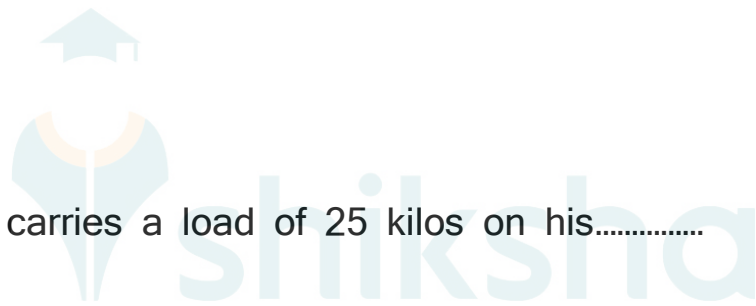 carries a load of 25 kilos on his...............
shiksha